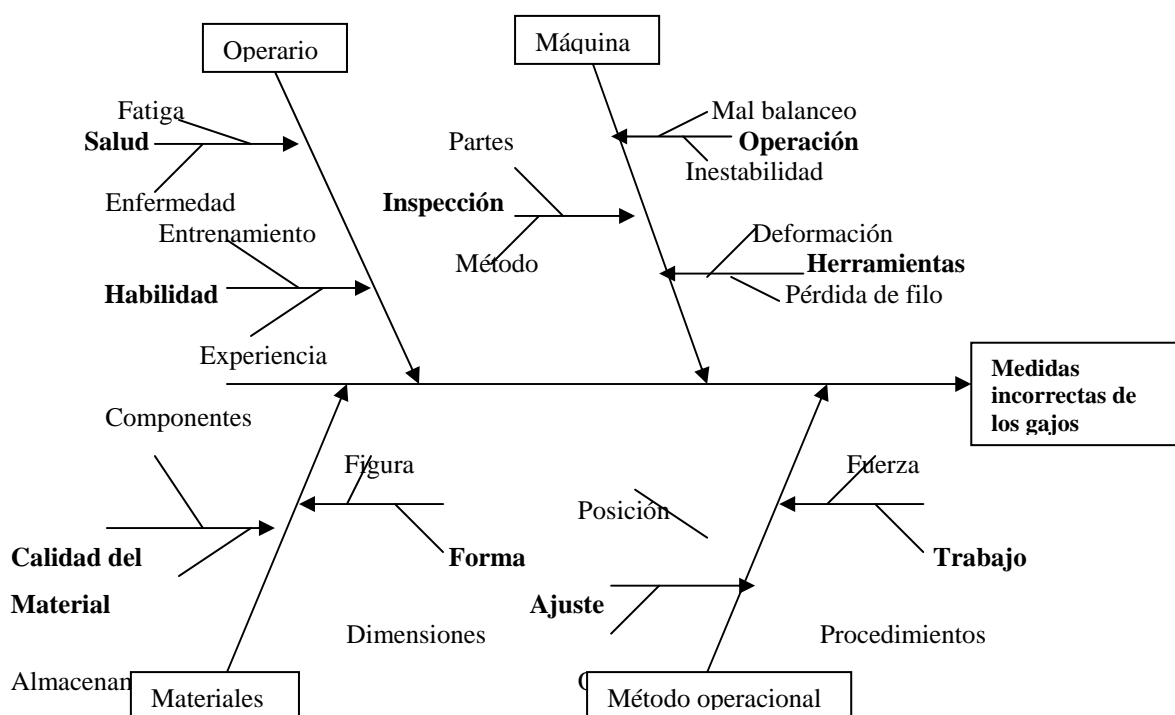 Operario
Máquina
Fatiga
Salud
Enfermedad
Entrenamiento
Habilidad
Experiencia
Partes
Inspección
Método
Mal balanceo
Operación
Inestabilidad
Deformación
Herramientas
Pérdida de filo
Medidas
incorrectas de
los gajos
Componentes
Calidad del
Material
Figura
Forma
Dimensiones
Posición
Ajuste
Fuerza
Trabajo
Procedimientos
Materiales
Método operacional